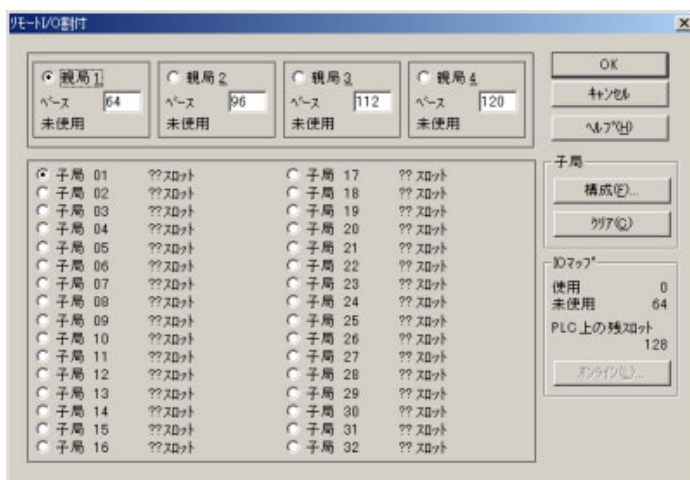 リモートI/O割付
親局1
ベース 64
未使用
親局2
ベース 96
未使用
親局3
ベース 112
未使用
親局4
ベース 120
未使用
OK
キャンセル
ヘルプ(H)
子局 01 ??スロット
子局 02 ??スロット
子局 03 ??スロット
子局 04 ??スロット
子局 05 ??スロット
子局 06 ??スロット
子局 07 ??スロット
子局 08 ??スロット
子局 09 ??スロット
子局 10 ??スロット
子局 11 ??スロット
子局 12 ??スロット
子局 13 ??スロット
子局 14 ??スロット
子局 15 ??スロット
子局 16 ??スロット
子局 17 ??スロット
子局 18 ??スロット
子局 19 ??スロット
子局 20 ??スロット
子局 21 ??スロット
子局 22 ??スロット
子局 23 ??スロット
子局 24 ??スロット
子局 25 ??スロット
子局 26 ??スロット
子局 27 ??スロット
子局 28 ??スロット
子局 29 ??スロット
子局 30 ??スロット
子局 31 ??スロット
子局 32 ??スロット
子局
構成(F)...
クリア(C)
IOマップ
使用 0
未使用 64
PLC上の残スロット
128
オンライン(L)...